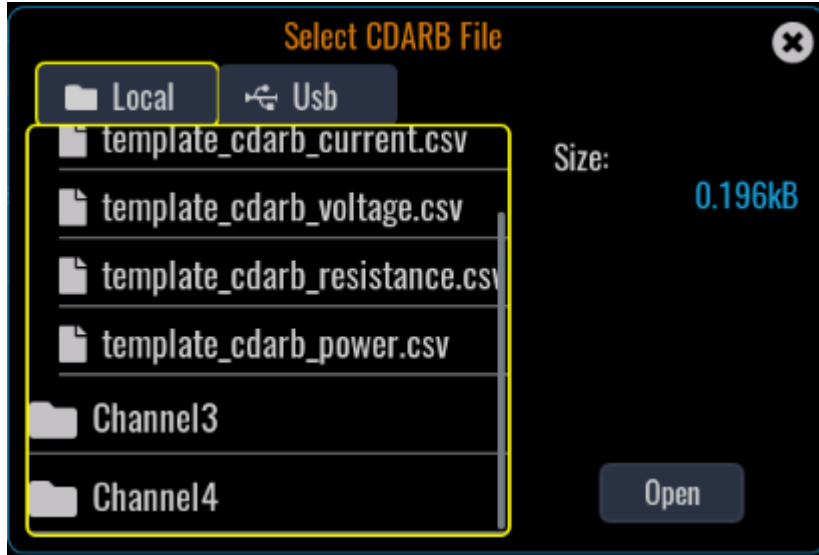 Select CDARB File
Local
Usb
template_cdarb_current.csv
template_cdarb_voltage.csv
template_cdarb_resistance.csv
template_cdarb_power.csv
Channel3
Channel4
Size:
0.196kB
Open